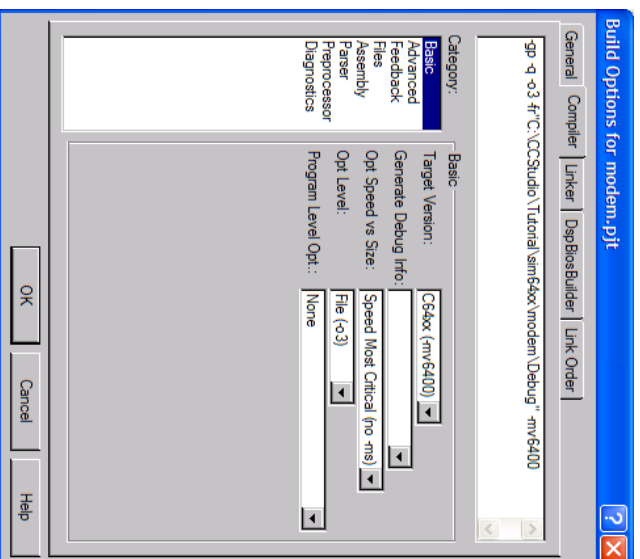 Build Options for modem.pjt
General Compiler Linker DspBiosBuilder Link Order
-gp -q -o3 -fr"C:\CCStudio\Tutorial\sim64xx\modem\Debug" -mv6400
Category:
Basic
Advanced
Feedback
Files
Assembly
Parser
Preprocessor
Diagnostics
Basic
Target Version: C64xx (-mv6400)
Generate Debug Info:
Opt Speed vs Size: Speed Most Critical (no -ms)
Opt Level: File (-o3)
Program Level Opt.: None
OK Cancel Help